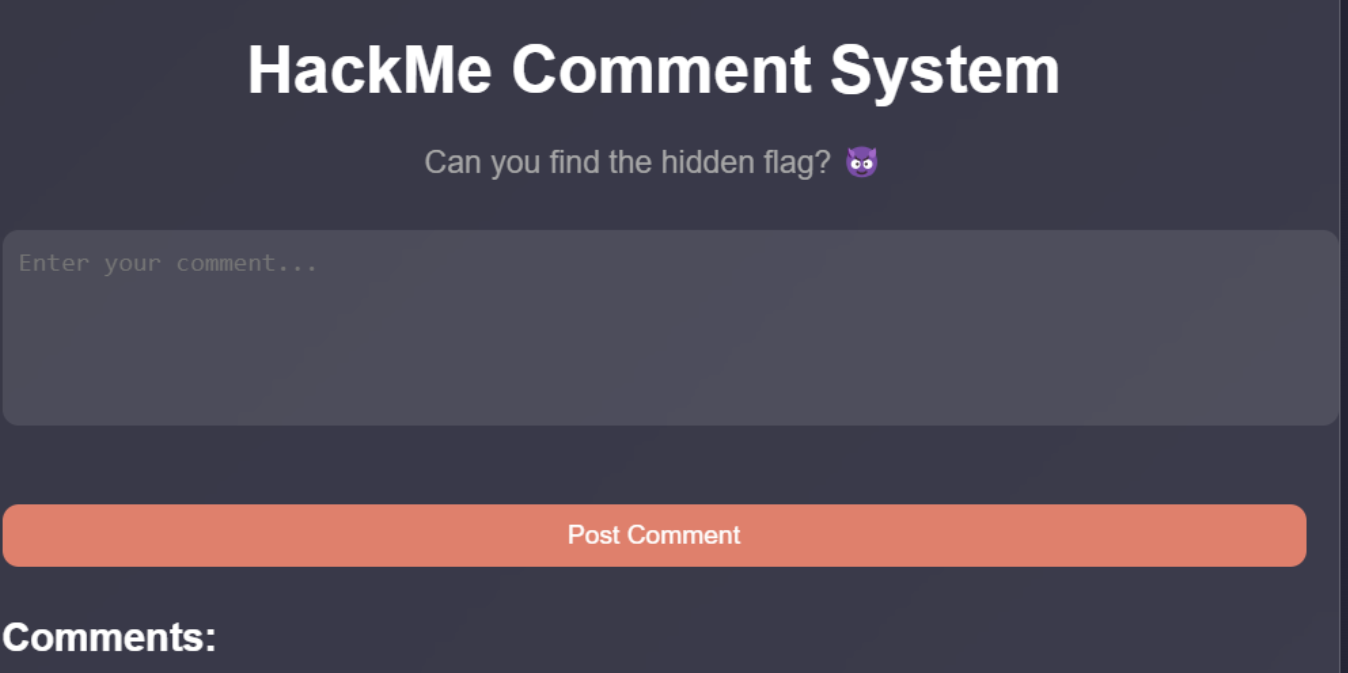 HackMe Comment System
Can you find the hidden flag? 😈
Enter your comment...
Post Comment
Comments: